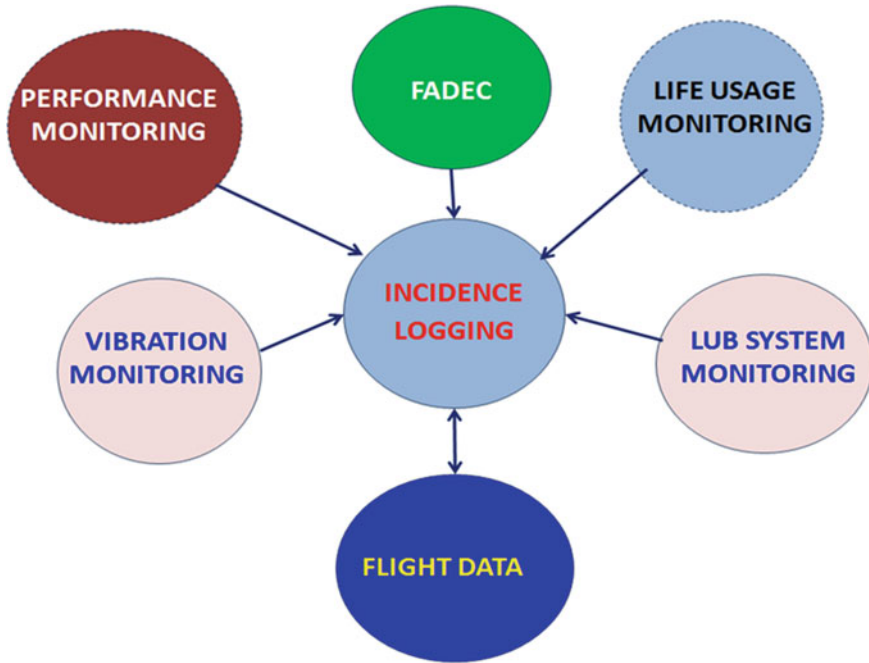 PERFORMANCE
MONITORING
FADEC
LIFE USAGE
MONITORING
INCIDENCE
LOGGING
VIBRATION
MONITORING
LUB SYSTEM
MONITORING
FLIGHT DATA